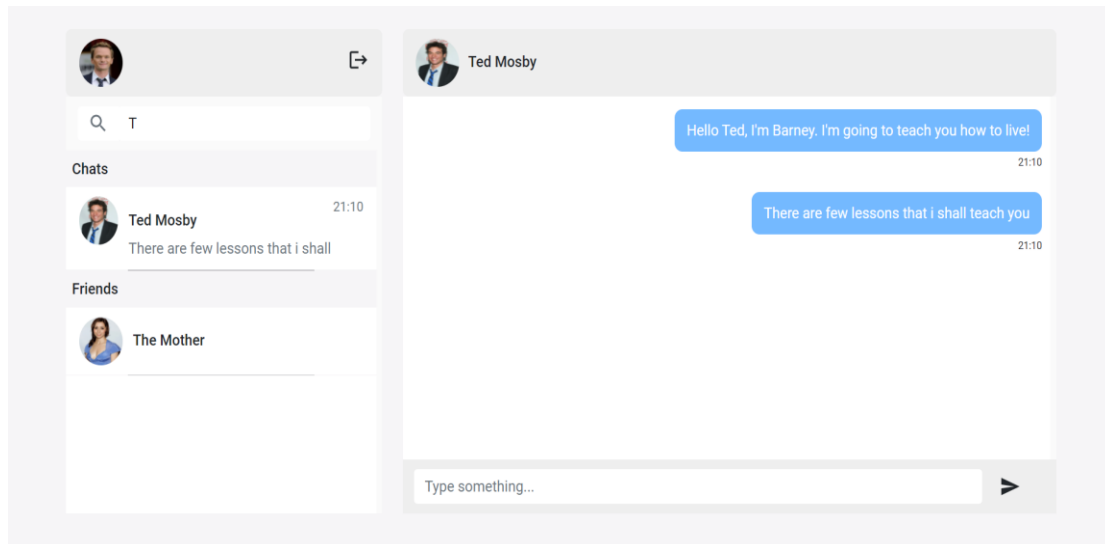 T
Chats
Ted Mosby
21:10
There are few lessons that i shall
Friends
The Mother
Ted Mosby
Hello Ted, I'm Barney. I'm going to teach you how to live!
21:10
There are few lessons that i shall teach you
21:10
Type something...